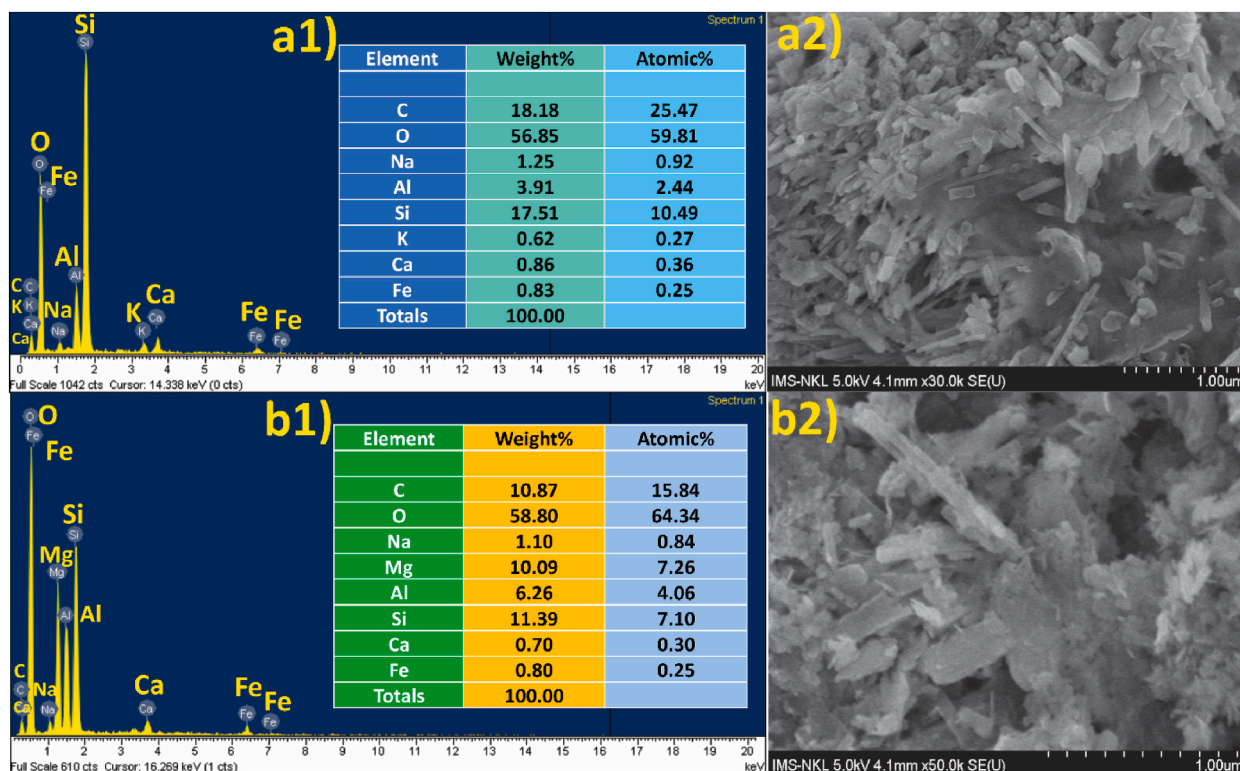 Spectrum 1
a1)
Si
Si
O
O
Fe
Fe
Al
Al
C
C
K
K
Ca
Ca
Na
Na
K
K
Ca
Ca
Fe
Fe
Fe
Fe
Element Weight% Atomic%
C 18.18 25.47
O 56.85 59.81
Na 1.25 0.92
Al 3.91 2.44
Si 17.51 10.49
K 0.62 0.27
Ca 0.86 0.36
Fe 0.83 0.25
Totals 100.00
0 1 2 3 4 5 6 7 8 9 10 11 12 13 14 15 16 17 18 19 20
Full Scale 1042 cts Cursor: 14.338 keV (0 cts) keV
a2)
IMS-NKL 5.0kV 4.1mm x30.0k SE(U) 1.00um
Spectrum 1
b1)
O
O
Fe
Fe
Si
Si
Mg
Mg
Al
Al
C
C
Ca
Ca
Na
Na
Ca
Ca
Fe
Fe
Fe
Fe
Element Weight% Atomic%
C 10.87 15.84
O 58.80 64.34
Na 1.10 0.84
Mg 10.09 7.26
Al 6.26 4.06
Si 11.39 7.10
Ca 0.70 0.30
Fe 0.80 0.25
Totals 100.00
1 2 3 4 5 6 7 8 9 10 11 12 13 14 15 16 17 18 19 20
Full Scale 610 cts Cursor: 16.269 keV (1 cts) keV
b2)
IMS-NKL 5.0kV 4.1mm x50.0k SE(U) 1.00um